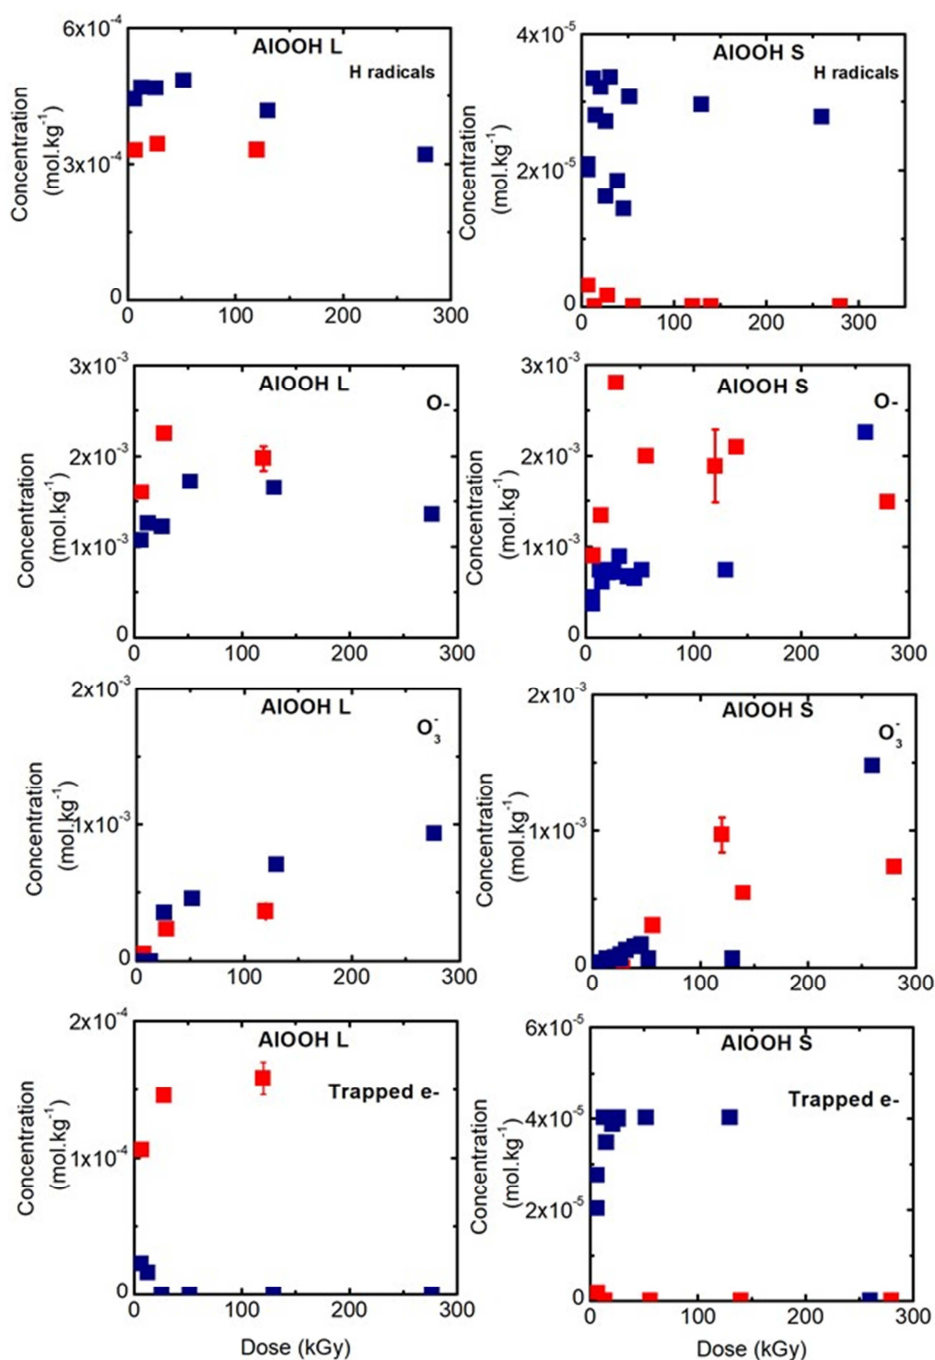 6x10⁻⁴
AlOOH L
H radicals
3x10⁻⁴
0
0 100 200 300
Concentration
(mol.kg⁻¹)
4x10⁻⁵
AlOOH S
H radicals
2x10⁻⁵
0
0 100 200 300
Concentration
(mol.kg⁻¹)
3x10⁻³
AlOOH L
O-
2x10⁻³
1x10⁻³
0
0 100 200 300
Concentration
(mol.kg⁻¹)
3x10⁻³
AlOOH S
O-
2x10⁻³
1x10⁻³
0
0 100 200 300
Concentration
(mol.kg⁻¹)
2x10⁻³
AlOOH L
O₃⁻
1x10⁻³
0
0 100 200 300
Concentration
(mol.kg⁻¹)
2x10⁻³
AlOOH S
O₃⁻
1x10⁻³
0
0 100 200 300
Concentration
(mol.kg⁻¹)
2x10⁻⁴
AlOOH L
Trapped e-
1x10⁻⁴
0
0 100 200 300
Concentration
(mol.kg⁻¹)
Dose (kGy)
6x10⁻⁵
AlOOH S
Trapped e-
4x10⁻⁵
2x10⁻⁵
0
0 100 200 300
Concentration
(mol.kg⁻¹)
Dose (kGy)